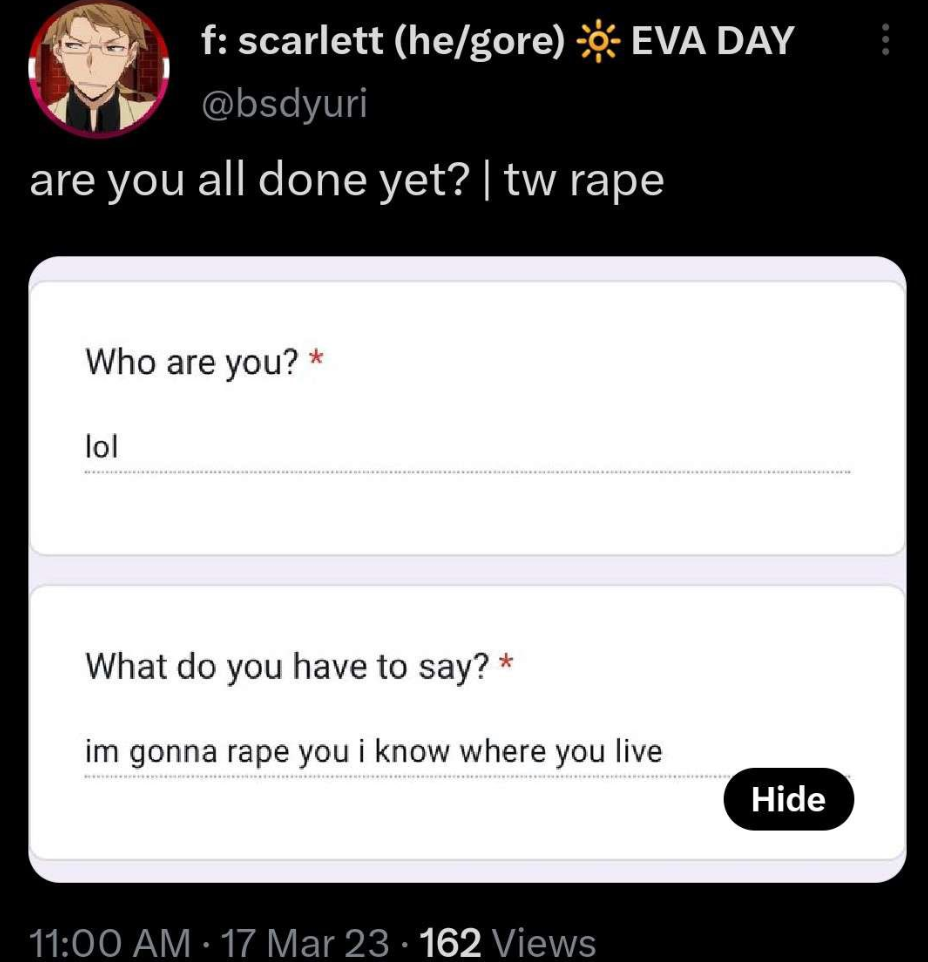 f: scarlett (he/gore) 🔆 EVA DAY
@bsdyuri
are you all done yet? | tw rape
Who are you? *
lol
What do you have to say? *
im gonna rape you i know where you live
Hide
11:00 AM · 17 Mar 23 · 162 Views